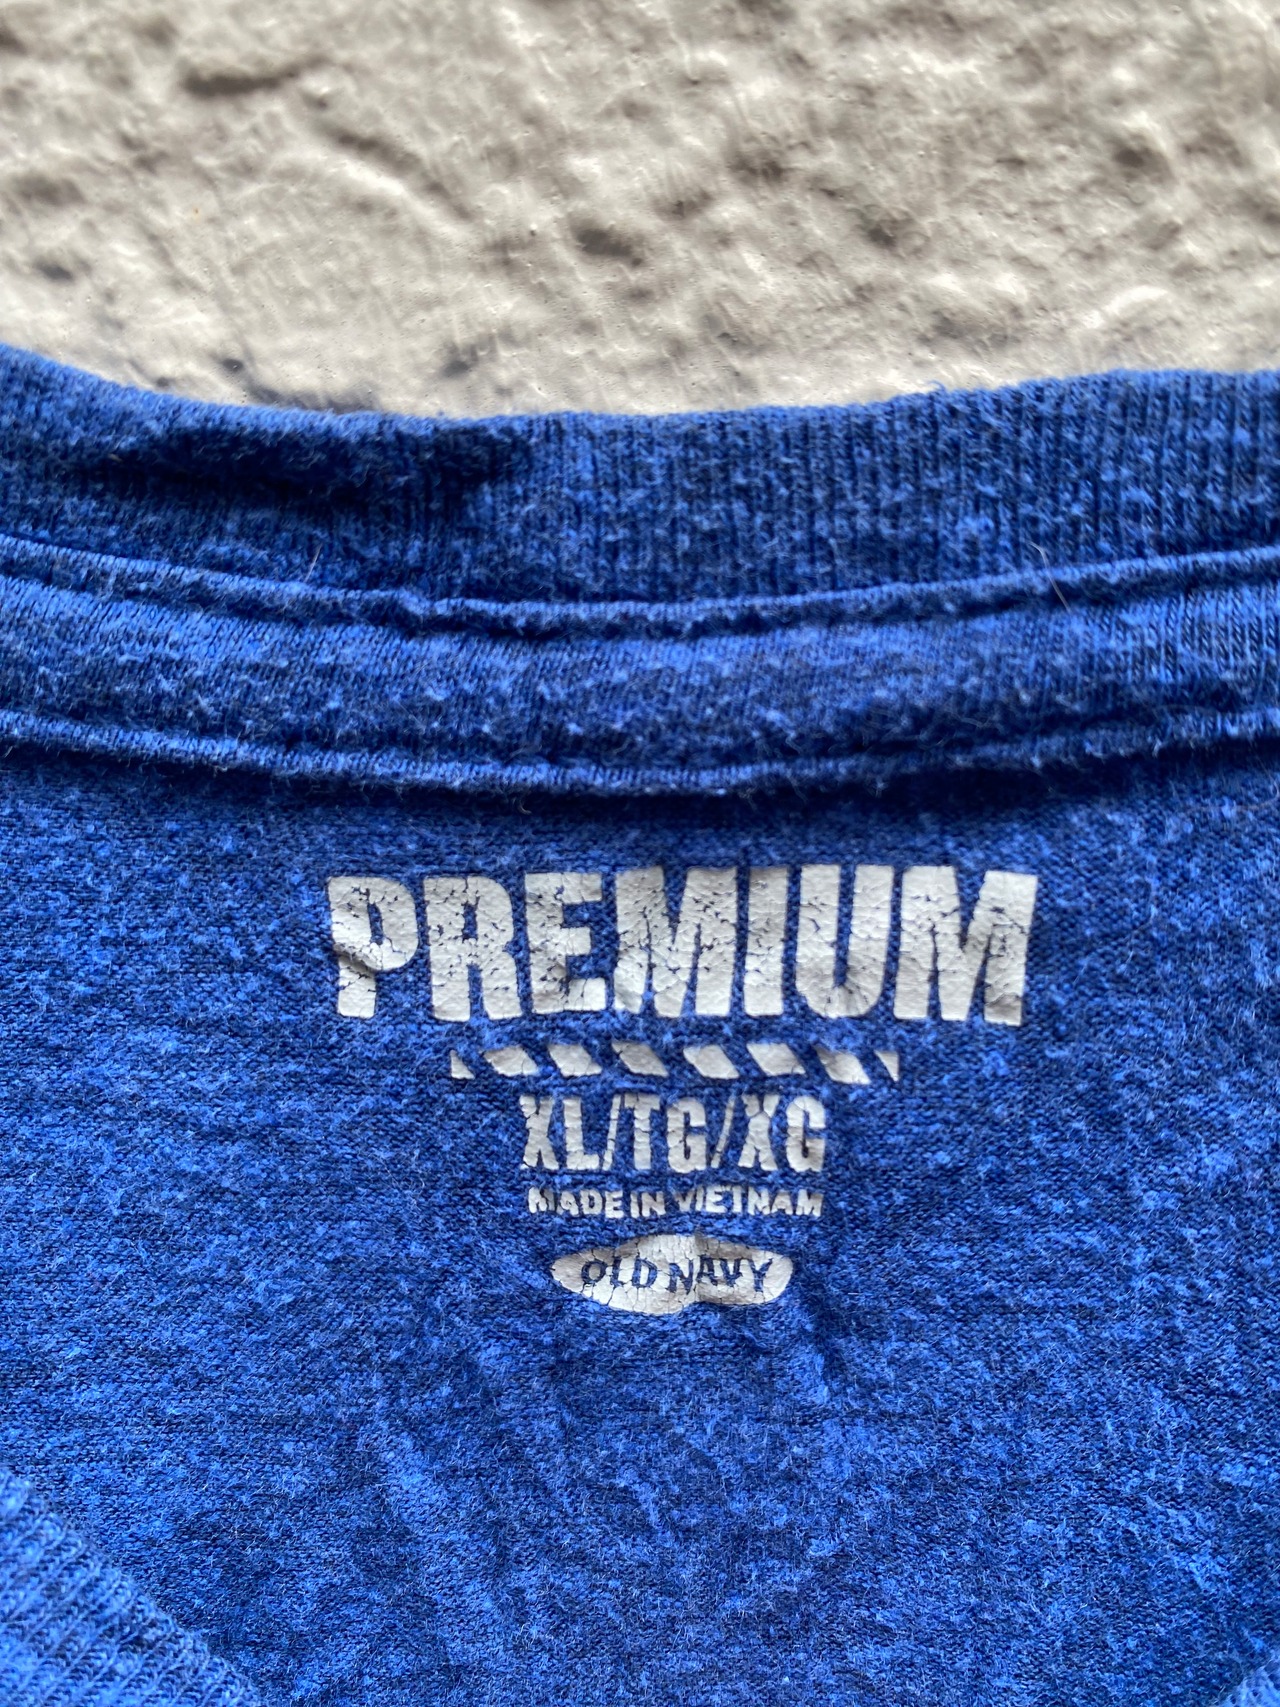 PREMIUM
XL/TG/XG
MADE IN VIETNAM
OLD NAVY